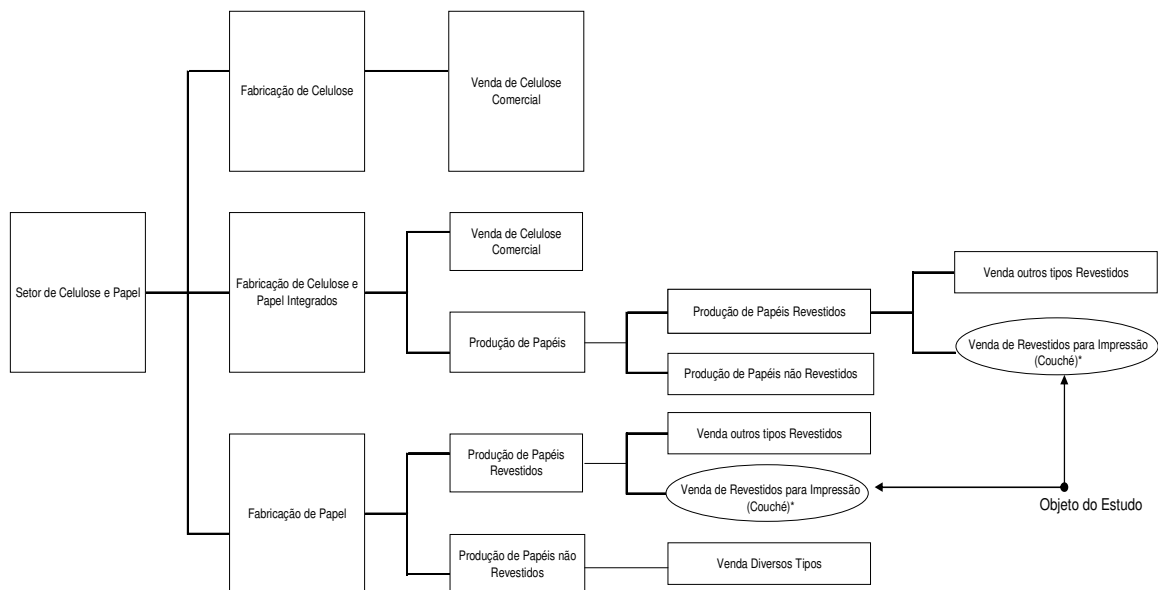 Fabricação de Celulose
Venda de Celulose
Comercial
Setor de Celulose e Papel
Fabricação de Celulose e
Papel Integrados
Venda de Celulose
Comercial
Produção de Papéis
Produção de Papéis Revestidos
Produção de Papéis não Revestidos
Venda outros tipos Revestidos
Venda de Revestidos para Impressão
(Couché)*
Fabricação de Papel
Produção de Papéis
Revestidos
Venda outros tipos Revestidos
Venda de Revestidos para Impressão
(Couché)*
Objeto do Estudo
Produção de Papéis não
Revestidos
Venda Diversos Tipos